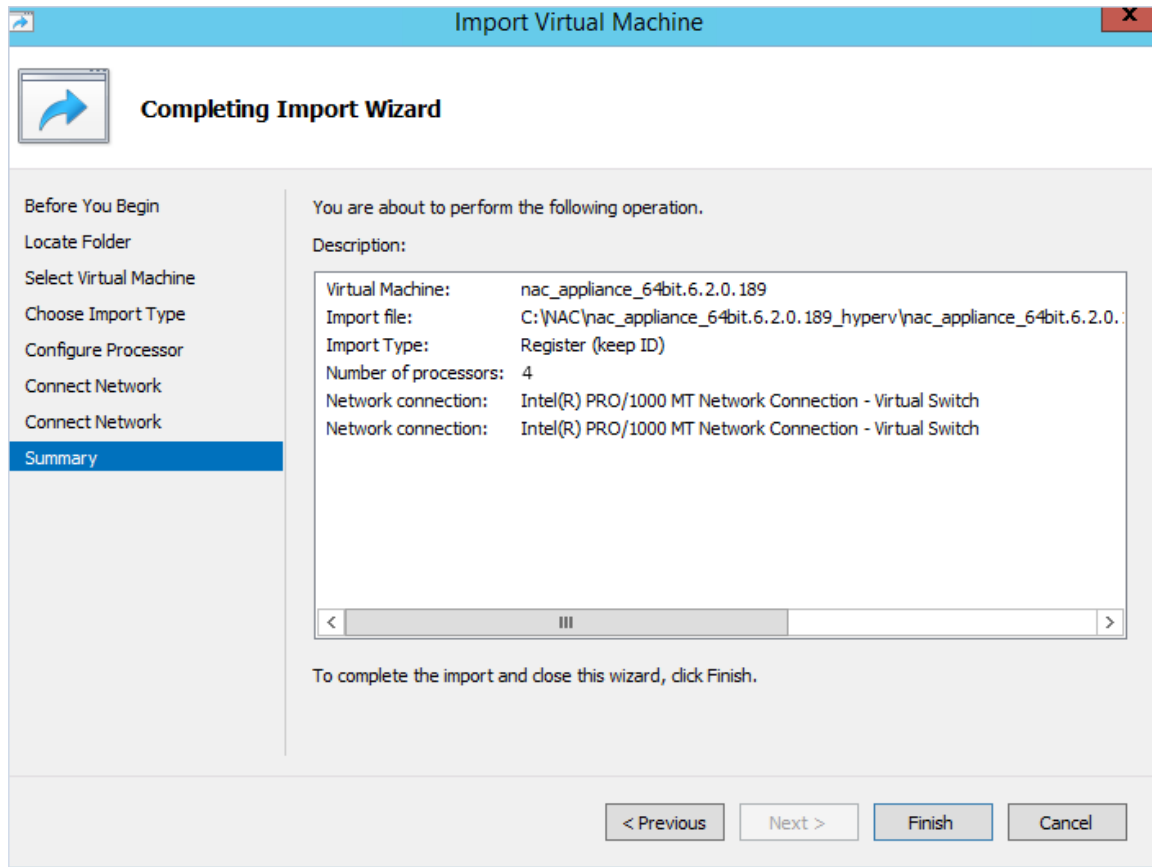 Import Virtual Machine
X
Completing Import Wizard
Before You Begin
Locate Folder
Select Virtual Machine
Choose Import Type
Configure Processor
Connect Network
Connect Network
Summary
You are about to perform the following operation.
Description:
Virtual Machine: nac_appliance_64bit.6.2.0.189
Import file: C:\NAC\nac_appliance_64bit.6.2.0.189_hyperv\nac_appliance_64bit.6.2.0.
Import Type: Register (keep ID)
Number of processors: 4
Network connection: Intel(R) PRO/1000 MT Network Connection - Virtual Switch
Network connection: Intel(R) PRO/1000 MT Network Connection - Virtual Switch
To complete the import and close this wizard, click Finish.
< Previous Next > Finish Cancel